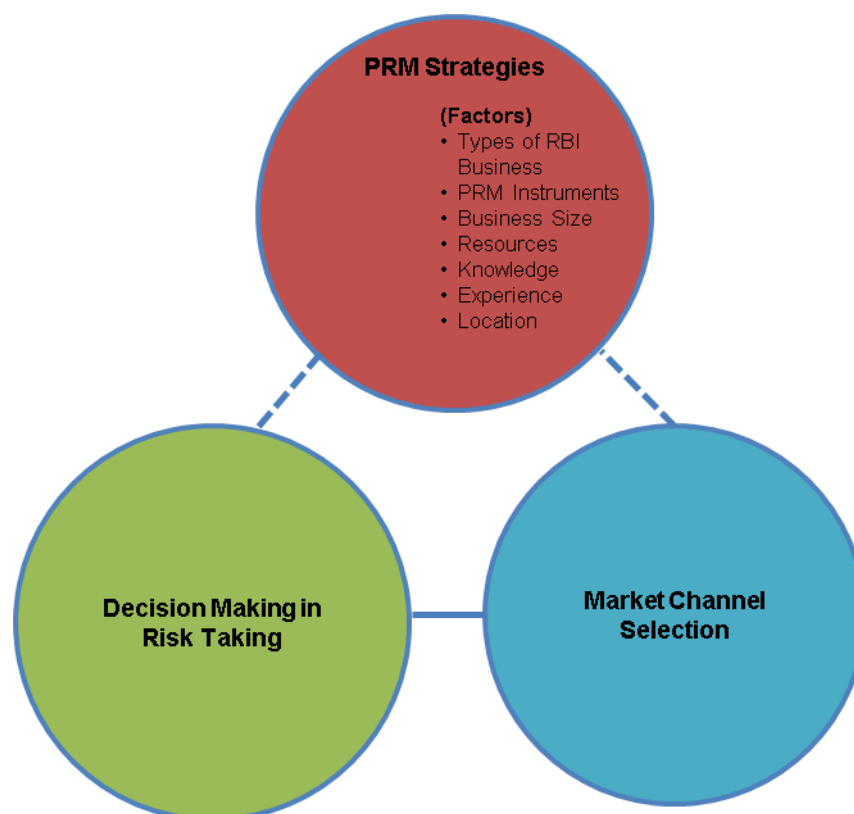 PRM Strategies
(Factors)
• Types of RBI
Business
• PRM Instruments
• Business Size
• Resources
• Knowledge
• Experience
• Location
Decision Making in
Risk Taking
Market Channel
Selection